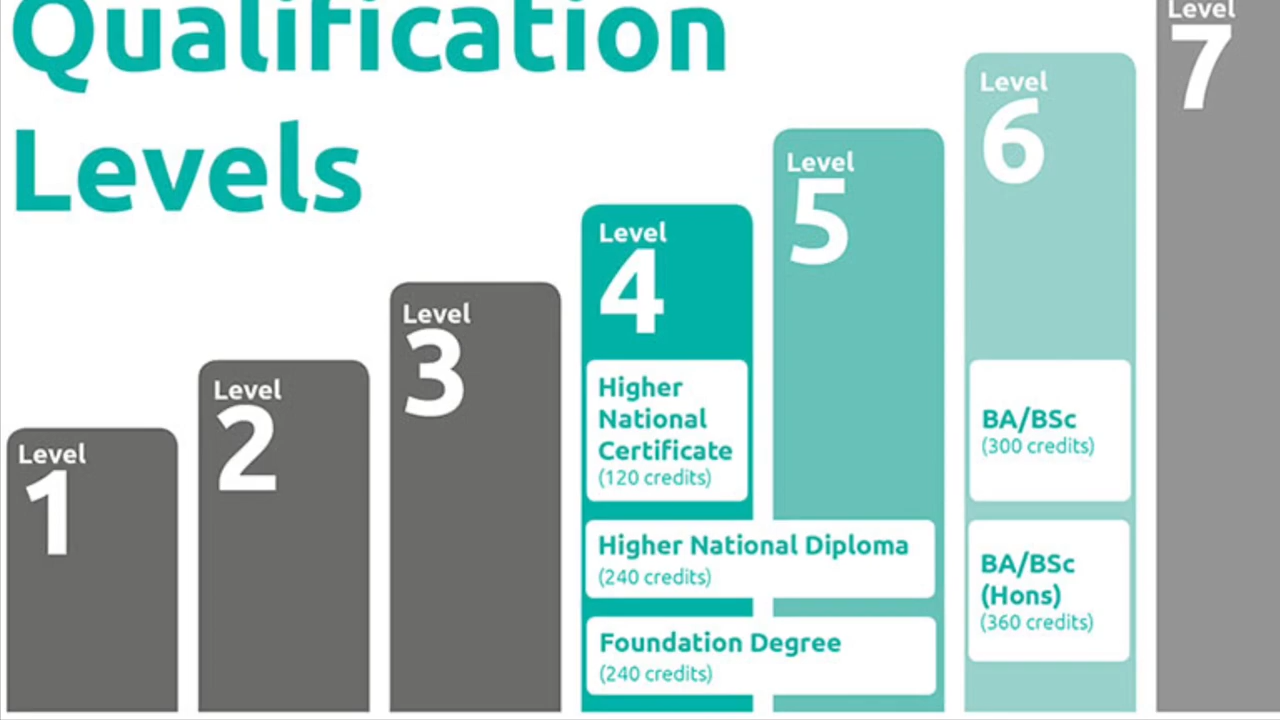 Qualification
Levels
Level
1
Level
2
Level
3
Level
4
Higher
National
Certificate
(120 credits)
Higher National Diploma
(240 credits)
Foundation Degree
(240 credits)
Level
5
Level
6
BA/BSc
(300 credits)
BA/BSc
(Hons)
(360 credits)
Level
7